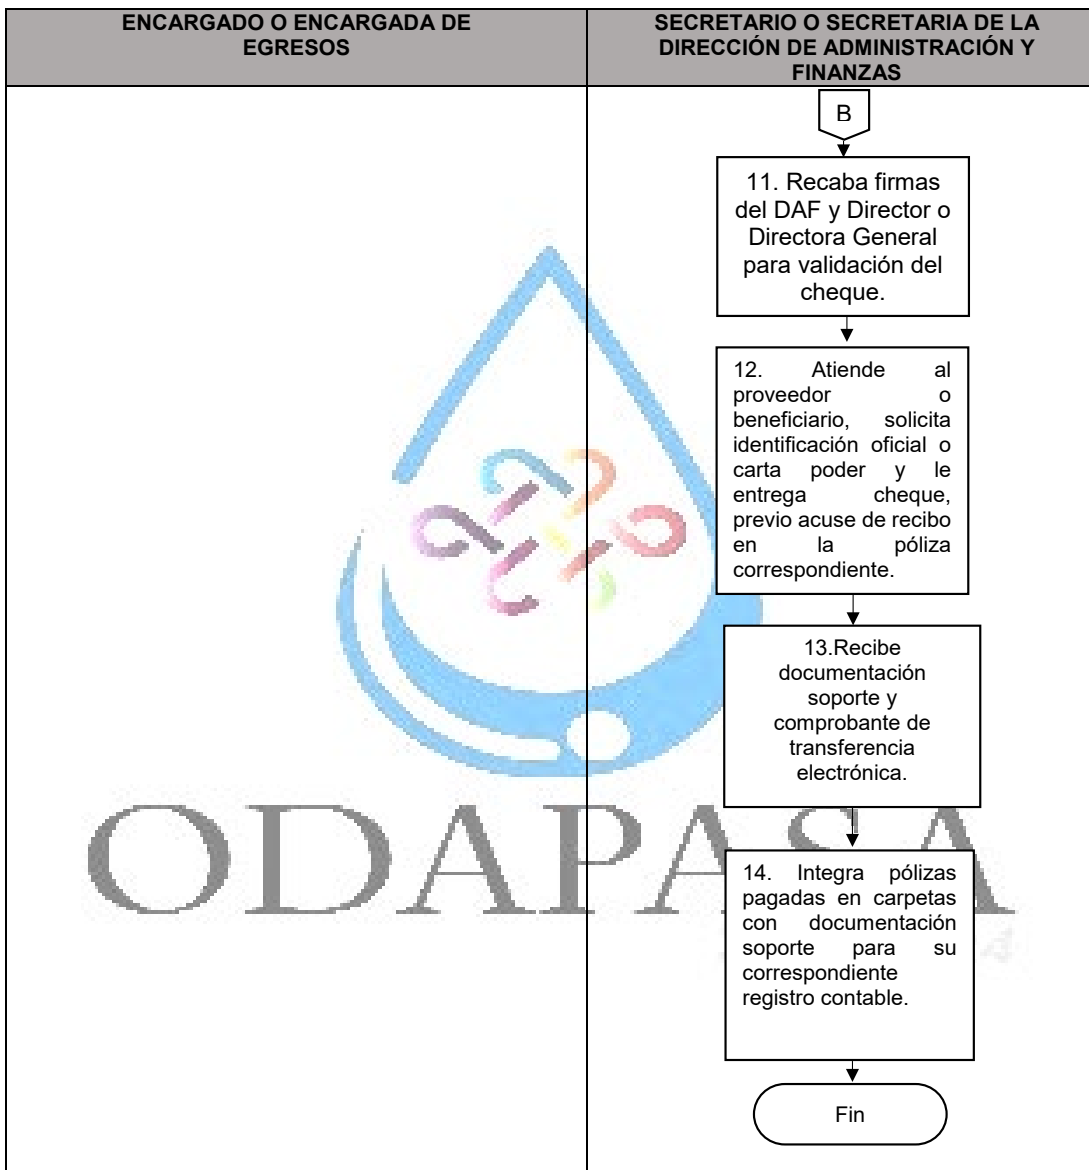 ENCARGADO O ENCARGADA DE
EGRESOS
SECRETARIO O SECRETARIA DE LA
DIRECCIÓN DE ADMINISTRACIÓN Y
FINANZAS
B
11. Recaba firmas
del DAF y Director o
Directora General
para validación del
cheque.
12. Atiende al
proveedor o
beneficiario, solicita
identificación oficial o
carta poder y le
entrega cheque,
previo acuse de recibo
en la póliza
correspondiente.
13.Recibe
documentación
soporte y
comprobante de
transferencia
electrónica.
ODAPASA
14. Integra pólizas
pagadas en carpetas
con documentación
soporte para su
correspondiente
registro contable.
Fin